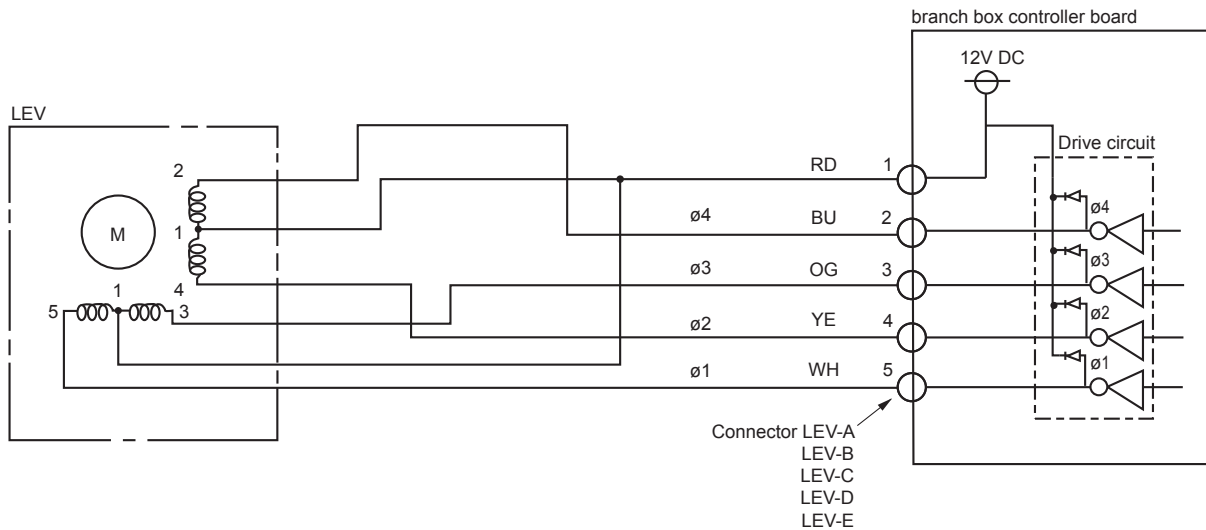 branch box controller board
12V DC
LEV
Drive circuit
2
RD
1
ø4
ø4
BU
2
M
1
ø3
ø3
OG
3
4
5
1
3
ø2
ø2
YE
4
ø1
ø1
WH
5
Connector LEV-A
LEV-B
LEV-C
LEV-D
LEV-E